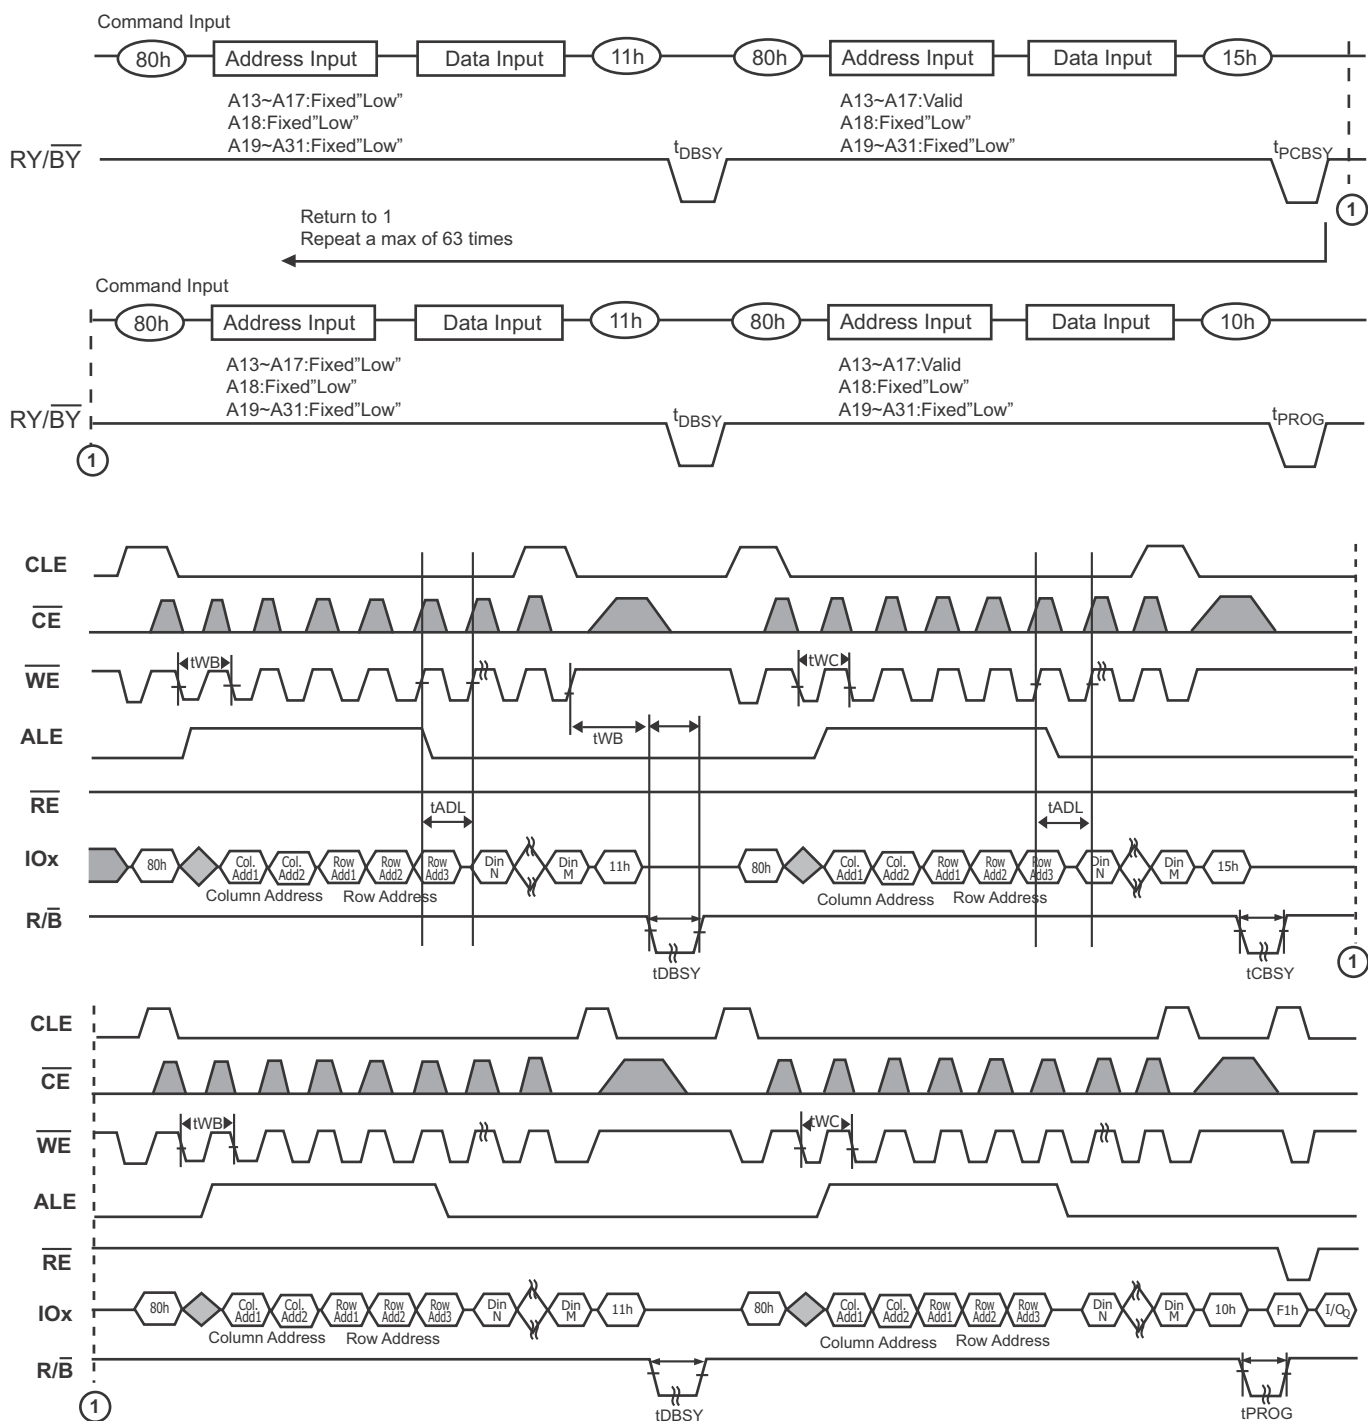 Command Input
80h Address Input Data Input 11h 80h Address Input Data Input 15h
A13~A17:Fixed"Low" A13~A17:Valid
A18:Fixed"Low" A18:Fixed"Low"
A19~A31:Fixed"Low" A19~A31:Fixed"Low"
RY/BY tDBSY tPCBSY
1
Return to 1
Repeat a max of 63 times
Command Input
80h Address Input Data Input 11h 80h Address Input Data Input 10h
A13~A17:Fixed"Low" A13~A17:Valid
A18:Fixed"Low" A18:Fixed"Low"
A19~A31:Fixed"Low" A19~A31:Fixed"Low"
RY/BY tDBSY tPROG
1
CLE
CE
WE tWB tWC
ALE tWB
RE
tADL tADL
IOx 80h Col. Add1 Col. Add2 Row Add1 Row Add2 Row Add3 Din N Din M 11h 80h Col. Add1 Col. Add2 Row Add1 Row Add2 Row Add3 Din N Din M 15h
Column Address Row Address Column Address Row Address
R/B
tDBSY tCBSY
1
CLE
CE
WE tWB tWC
ALE
RE
IOx 80h Col. Add1 Col. Add2 Row Add1 Row Add2 Row Add3 Din N Din M 11h 80h Col. Add1 Col. Add2 Row Add1 Row Add2 Row Add3 Din N Din M 10h F1h I/OQ
Column Address Row Address Column Address Row Address
R/B
1 tDBSY tPROG